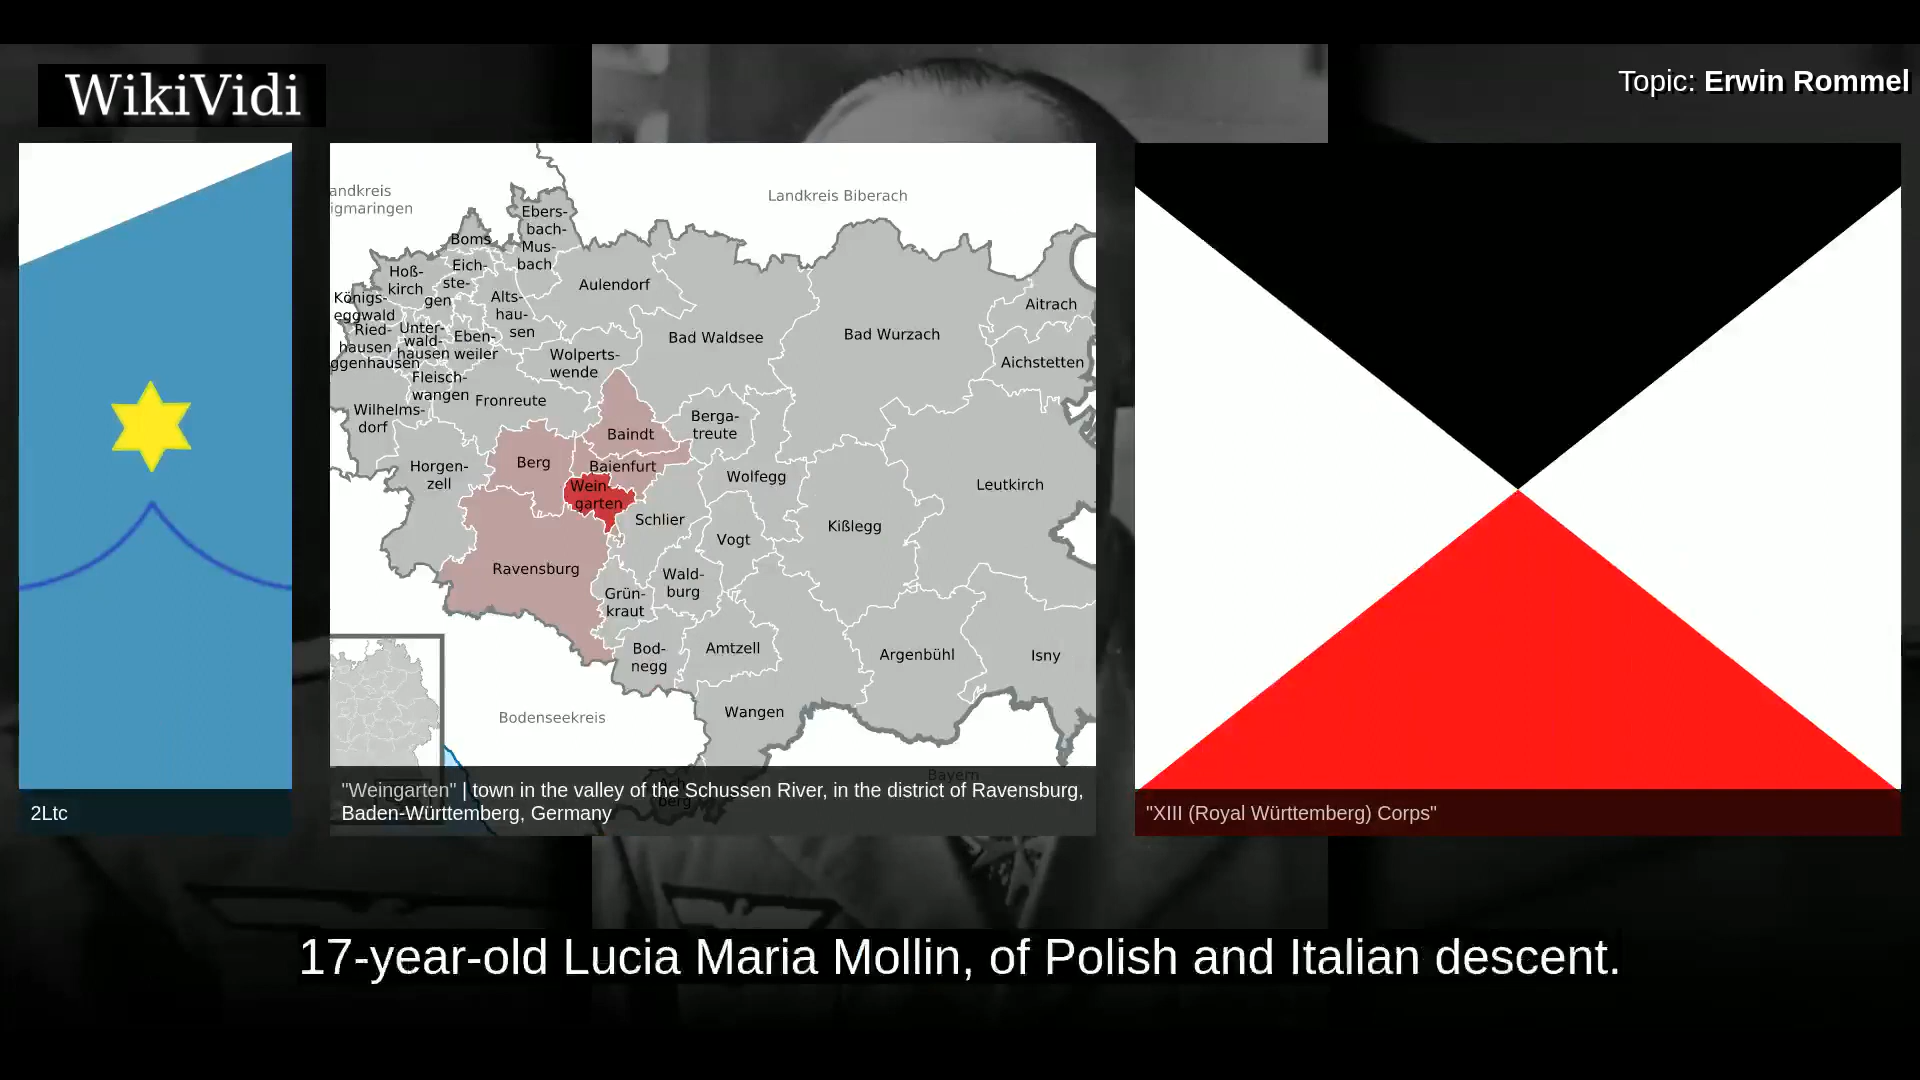 WikiVidi
Topic: Erwin Rommel
andkreis
igmaringen
Landkreis Biberach
Ebers-
bach-
Mus-
bach
Boms
Hoß-
kirch
Eich-
ste-
gen
Alts-
hau-
sen
Aulendorf
Königs-
eggwald
Ried-
hausen
Unter-
wald-
hausen
Eben-
weiler
ggenhausen
Fleisch-
wangen
Wolperts-
wende
Bad Waldsee
Bad Wurzach
Aitrach
Aichstetten
Wilhelms-
dorf
Fronreute
Berga-
treute
Baindt
Berg
Baienfurt
Horgen-
zell
Wein-
garten
Wolfegg
Leutkirch
Schlier
Vogt
Kißlegg
Ravensburg
Wald-
burg
Grün-
kraut
Bod-
negg
Amtzell
Argenbühl
Isny
Wangen
Bodenseekreis
Bayern
Ach-
berg
2Ltc
"Weingarten" | town in the valley of the Schussen River, in the district of Ravensburg,
Baden-Württemberg, Germany
"XIII (Royal Württemberg) Corps"
17-year-old Lucia Maria Mollin, of Polish and Italian descent.